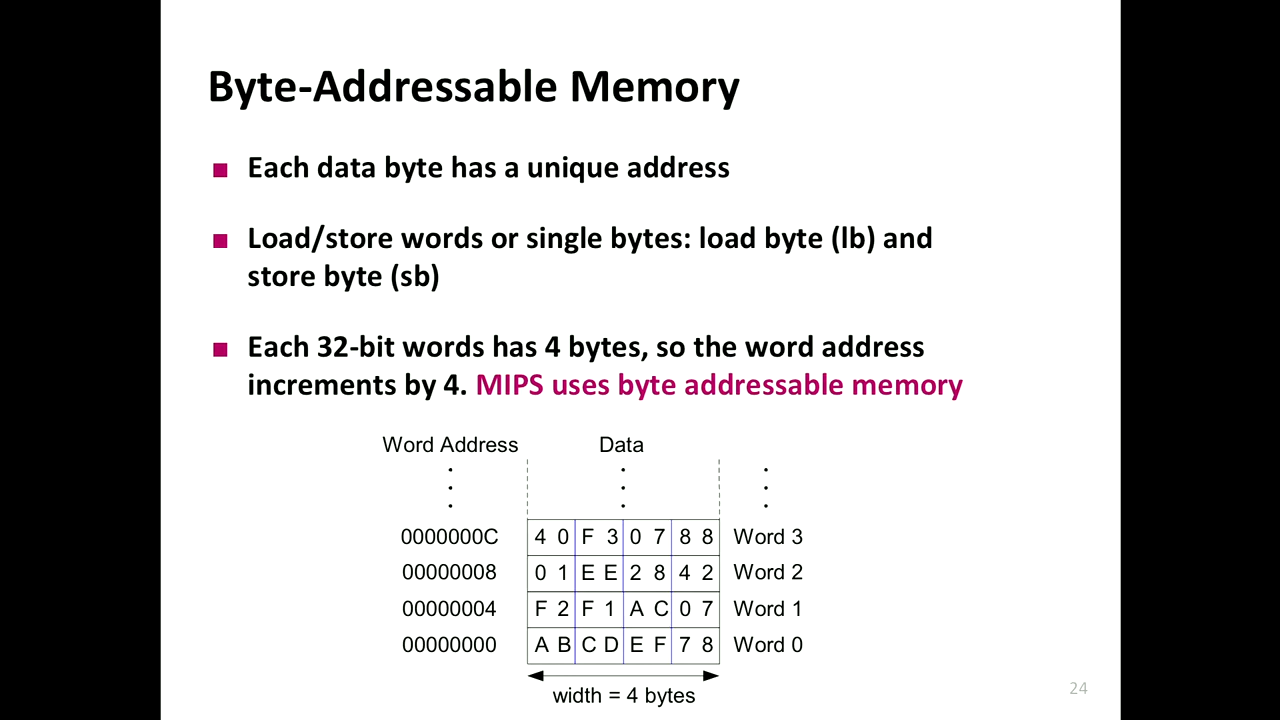 Byte-Addressable Memory
Each data byte has a unique address
Load/store words or single bytes: load byte (lb) and
store byte (sb)
Each 32-bit words has 4 bytes, so the word address
increments by 4. MIPS uses byte addressable memory
Word Address Data
0000000C 4 0 F 3 0 7 8 8 Word 3
00000008 0 1 E E 2 8 4 2 Word 2
00000004 F 2 F 1 A C 0 7 Word 1
00000000 A B C D E F 7 8 Word 0
width = 4 bytes
24